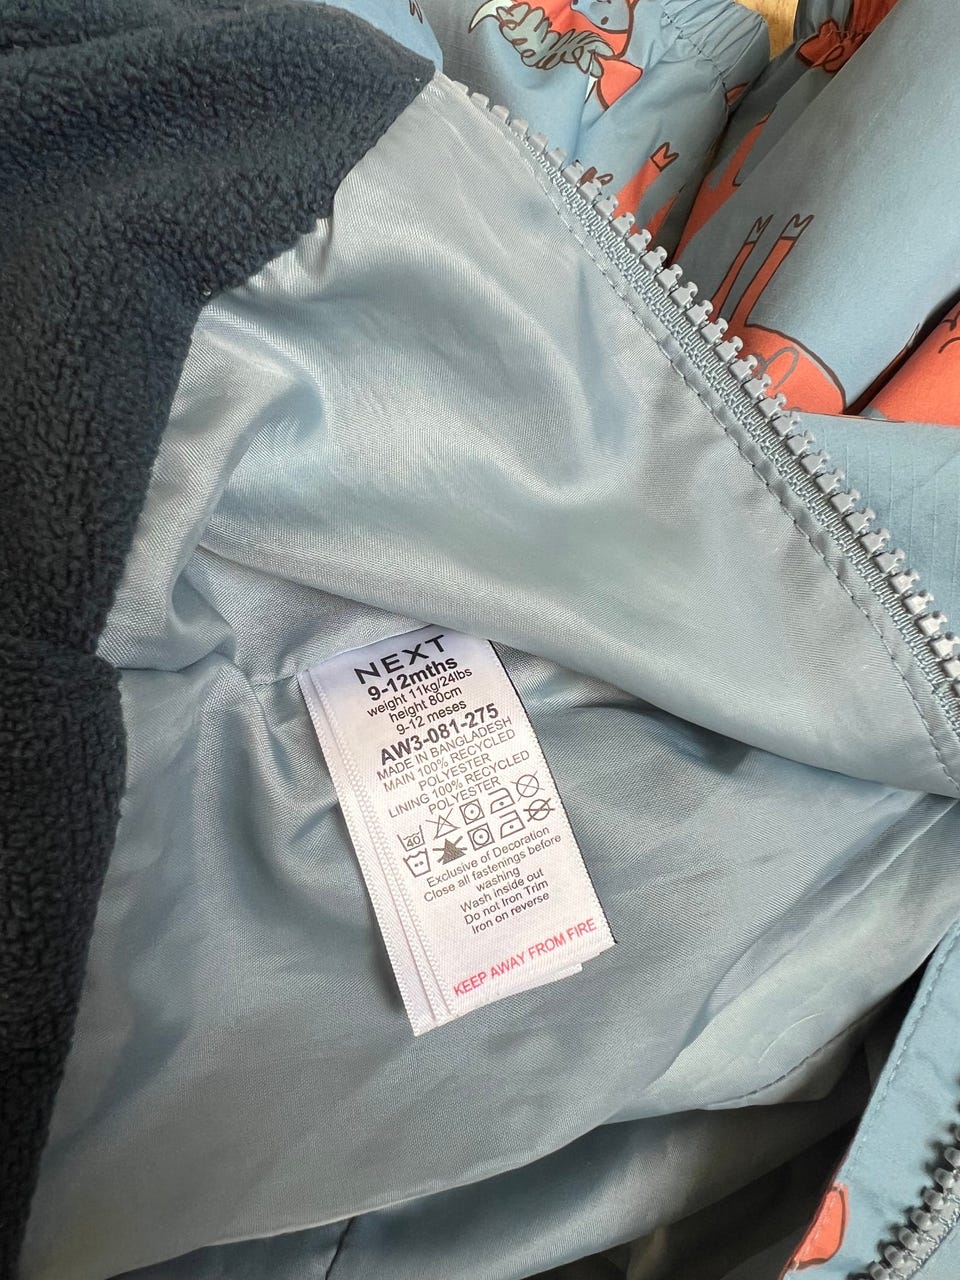 NEXT
9-12mths
weight 11kg/24lbs
height 80cm
9-12 meses
AW3-081-275
MADE IN BANGLADESH
MAIN 100% RECYCLED
POLYESTER
LINING 100% RECYCLED
POLYESTER
40
Exclusive of Decoration
Close all fastenings before
washing
Wash inside out
Do not Iron Trim
Iron on reverse
KEEP AWAY FROM FIRE